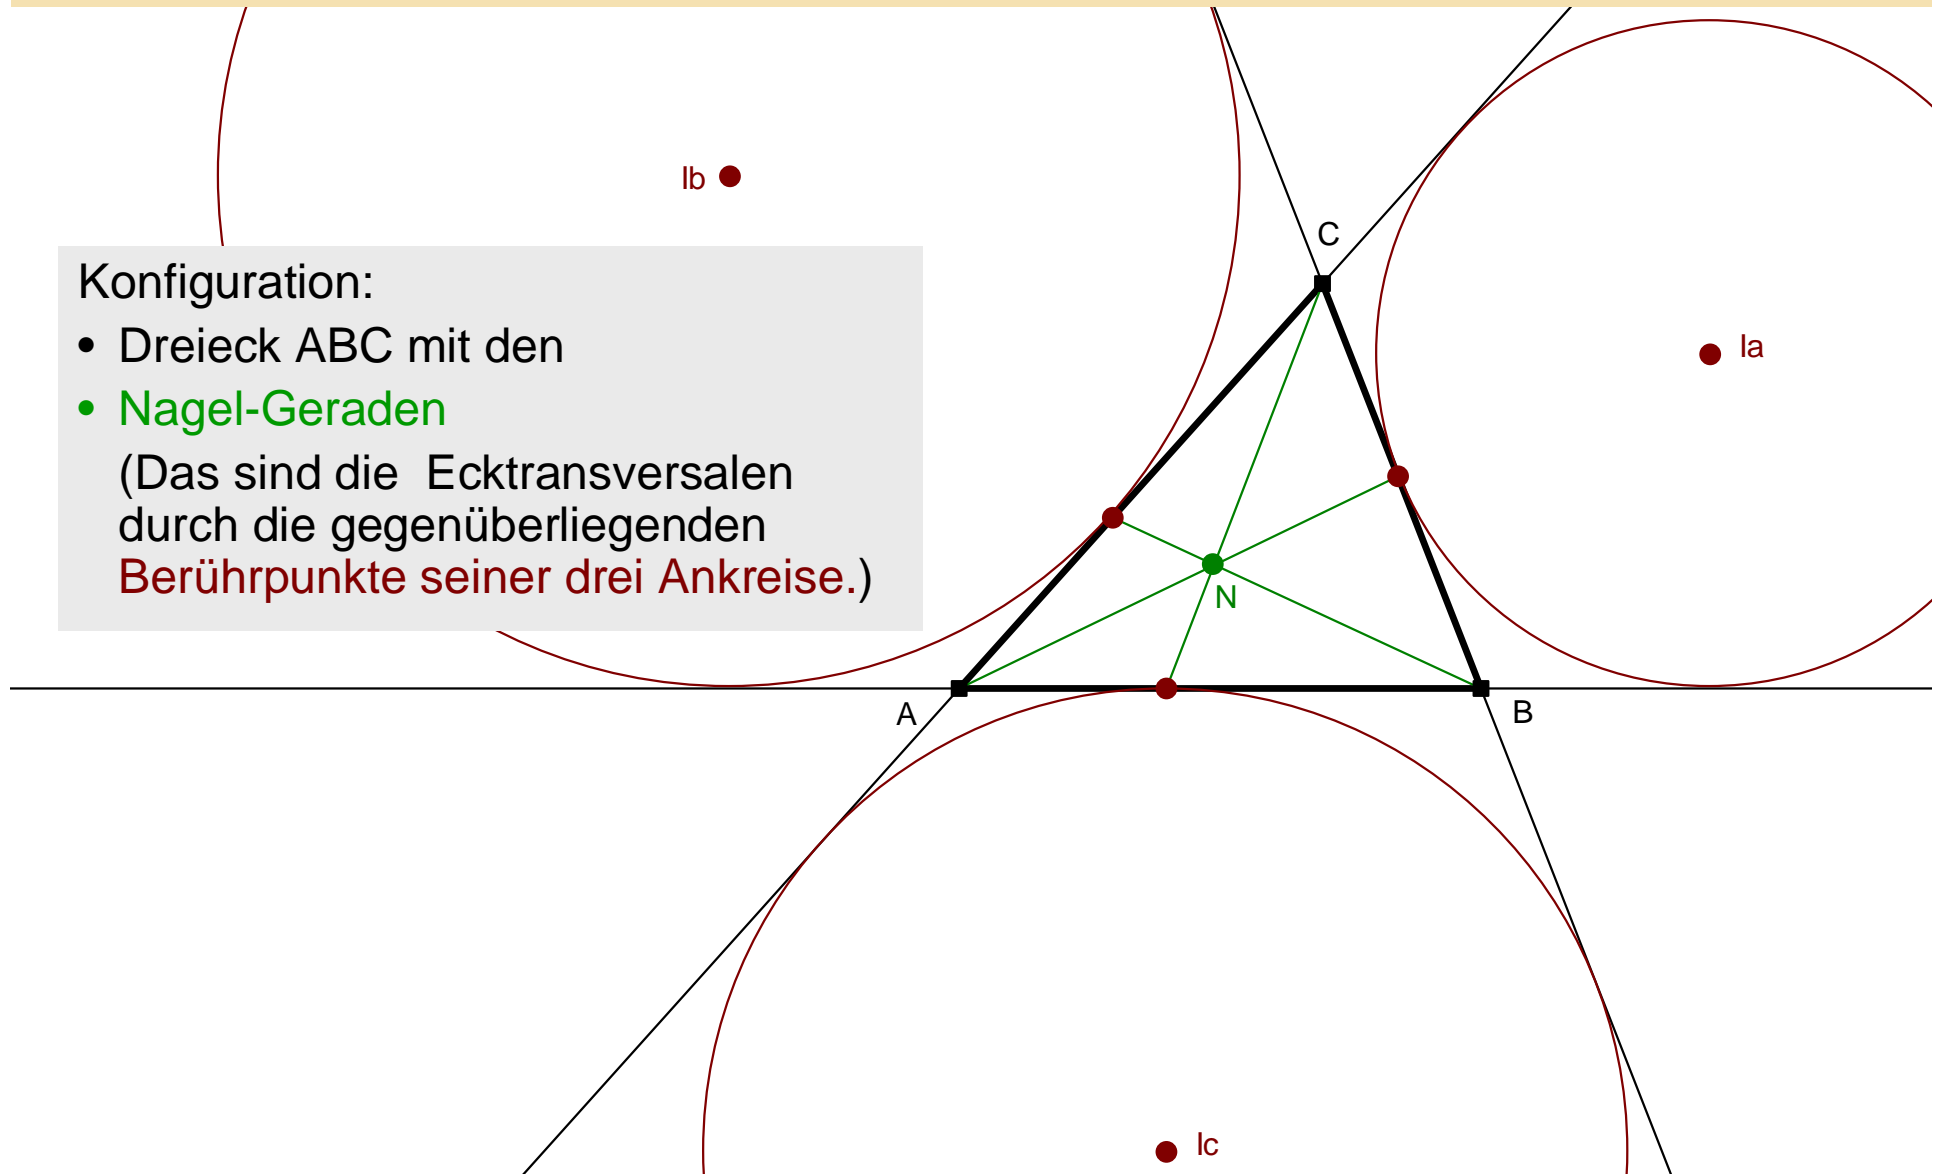 Ib
C
Ia
Konfiguration:
• Dreieck ABC mit den
• Nagel-Geraden
(Das sind die Ecktransversalen
durch die gegenüberliegenden
Berührpunkte seiner drei Ankreise.)
N
A
B
Ic